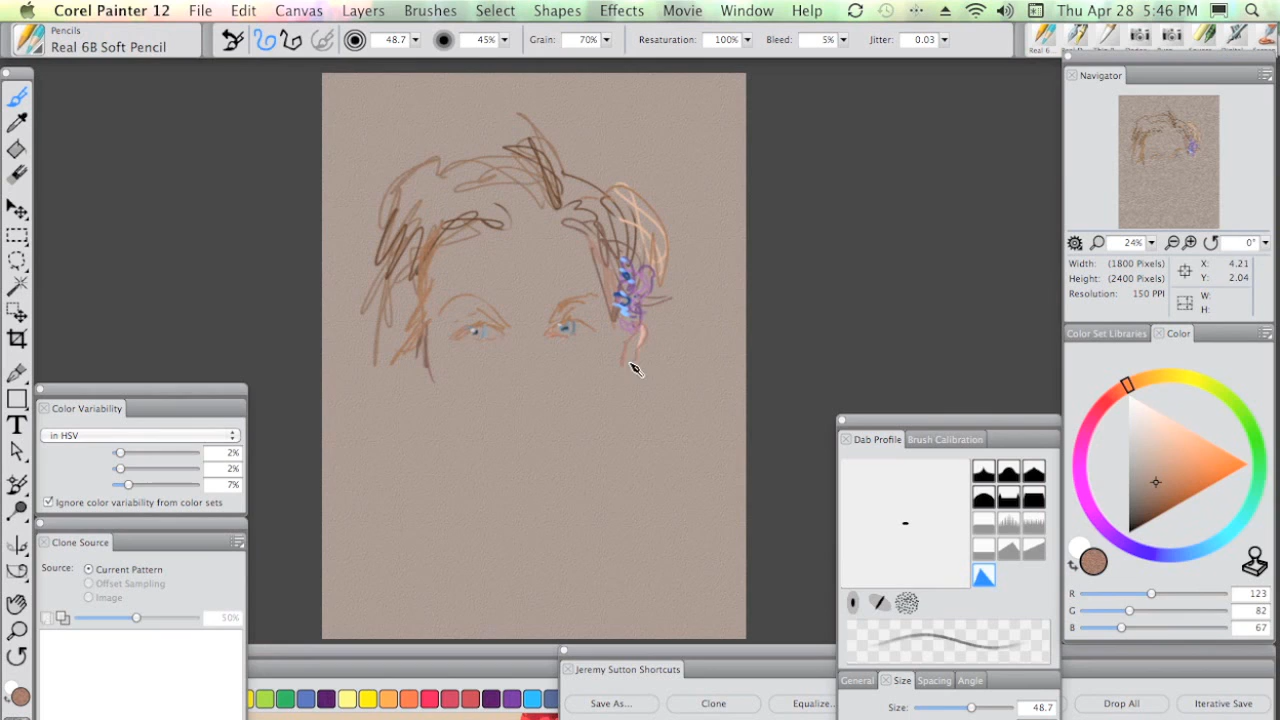 Corel Painter 12 File Edit Canvas Layers Brushes Select Shapes Effects Movie Window Help Thu Apr 28 5:46 PM
Pencils
Real 6B Soft Pencil
48.7 45% Grain: 70% Resaturation: 100% Bleed: 5% Jitter: 0.03
Navigator
24% 0°
Width: (1800 Pixels) X: 4.21
Height: (2400 Pixels) Y: 2.04
Resolution: 150 PPI W:
H:
Color Set Libraries Color
R 123
G 82
B 67
Color Variability
in HSV
2%
2%
7%
Ignore color variability from color sets
Clone Source
Source: Current Pattern
Offset Sampling
Image
50%
Dab Profile Brush Calibration
General Size Spacing Angle
Size: 48.7
Jeremy Sutton Shortcuts
Save As... Clone Equalize... Drop All Iterative Save
T